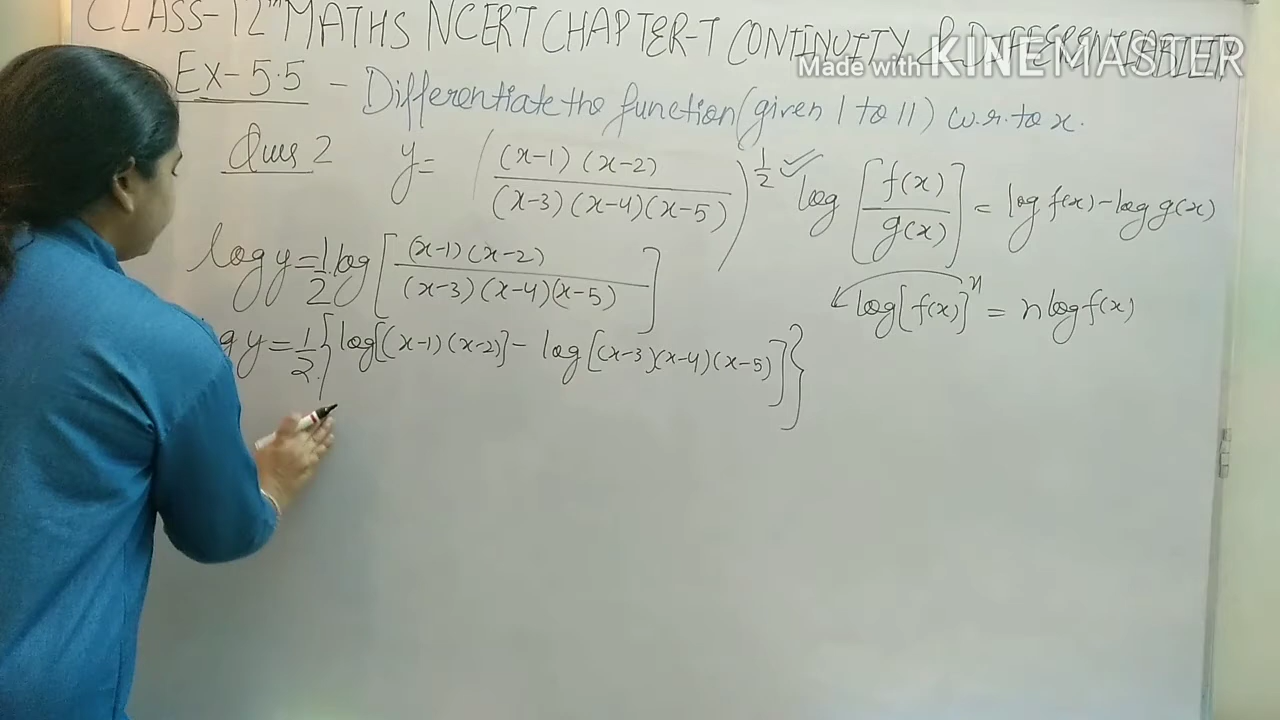 CLASS-12th MATHS NCERT CHAPTER-T CONTINUITY & DIFFERENTIABILITY
Made with KINEMASTER
Ex-5.5 - Differentiate the function (given 1 to 11) w.r. to x.
Ques 2 y= ( (x-1) (x-2) / (x-3) (x-4) (x-5) )^1/2 ✓ log [ f(x) / g(x) ] = log f(x) - log g(x)
log y = 1/2 log [ (x-1) (x-2) / (x-3) (x-4) (x-5) ]
log [f(x)]^n = n log f(x)
g y = 1/2 { log[(x-1) (x-2)] - log [(x-3) (x-4) (x-5)] }